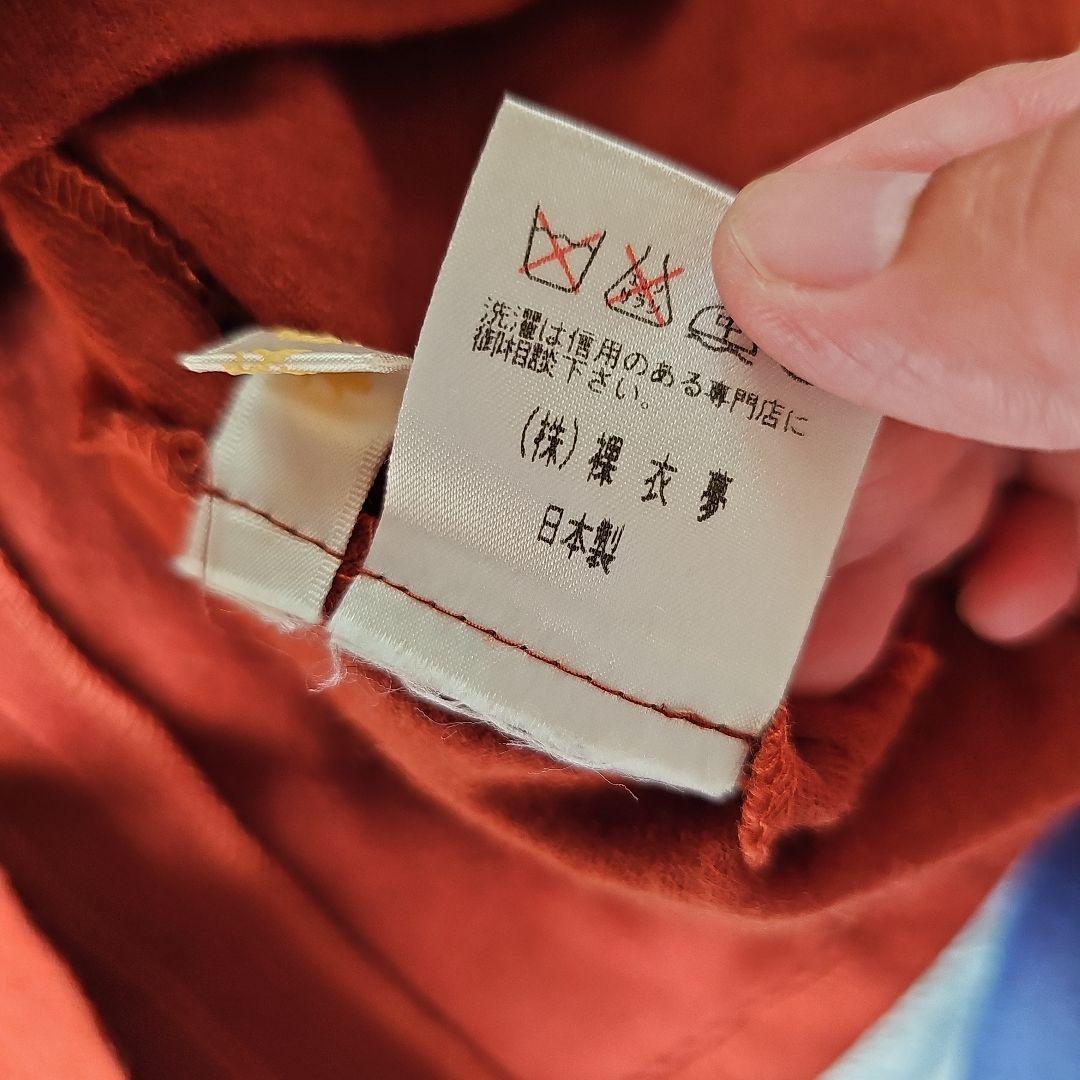 中
洗濯は信用のある専門店に
御相談下さい。
(株) 裸 衣 夢
日本製